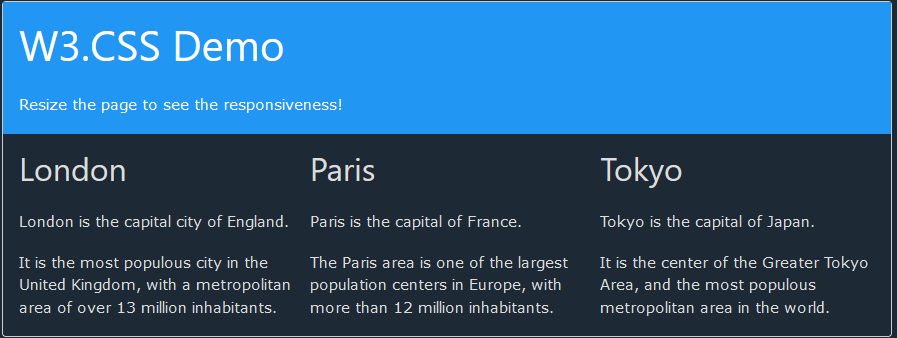 W3.CSS Demo
Resize the page to see the responsiveness!
London
London is the capital city of England.
It is the most populous city in the
United Kingdom, with a metropolitan
area of over 13 million inhabitants.
Paris
Paris is the capital of France.
The Paris area is one of the largest
population centers in Europe, with
more than 12 million inhabitants.
Tokyo
Tokyo is the capital of Japan.
It is the center of the Greater Tokyo
Area, and the most populous
metropolitan area in the world.